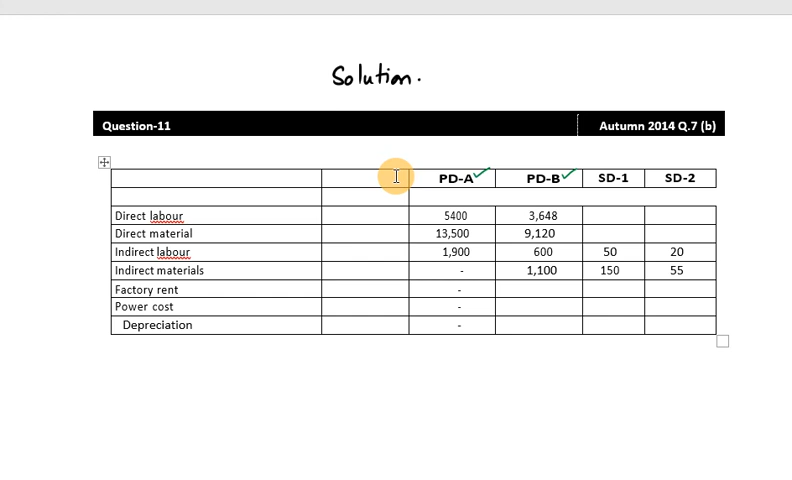 Solution.
Question-11 Autumn 2014 Q.7 (b)
PD-A PD-B SD-1 SD-2
Direct labour 5400 3,648
Direct material 13,500 9,120
Indirect labour 1,900 600 50 20
Indirect materials - 1,100 150 55
Factory rent -
Power cost -
Depreciation -